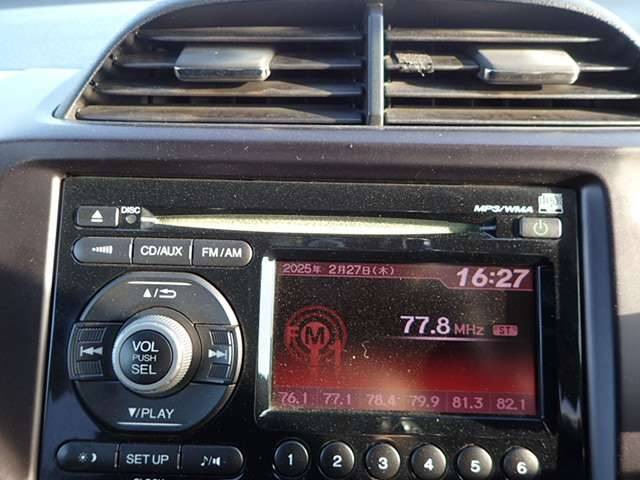 DISC
MP3/WMA
CD/AUX
FM/AM
2025年 2月27日(木)
16:27
77.8 MHz ST
FM1
76.1 77.1 78.4 79.9 81.3 82.1
VOL
PUSH
SEL
/PLAY
SET UP
1 2 3 4 5 6
CLOCK